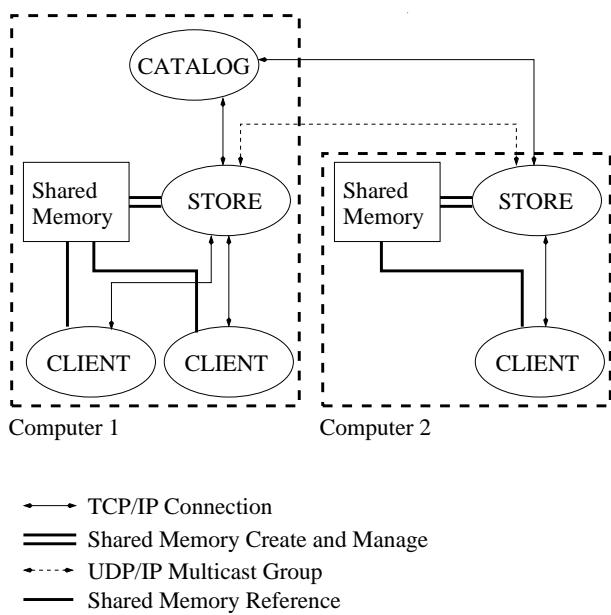 CATALOG
Shared
Memory
STORE
Shared
Memory
STORE
CLIENT
CLIENT
CLIENT
Computer 1
Computer 2
TCP/IP Connection
Shared Memory Create and Manage
UDP/IP Multicast Group
Shared Memory Reference